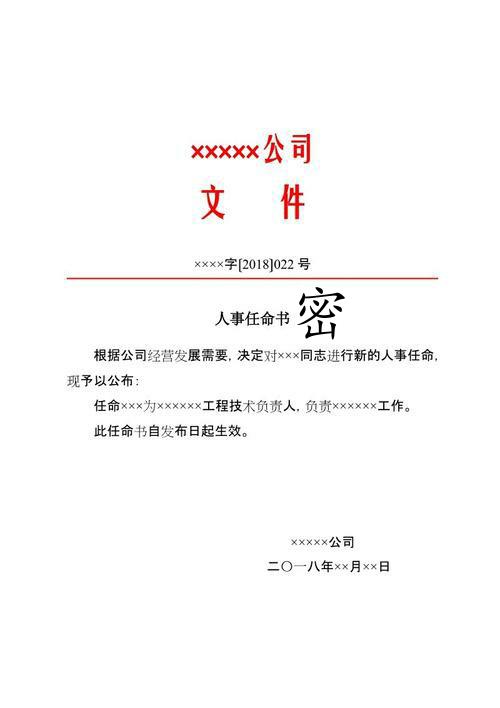 ×××××公司
文 件
××××字[2018]022 号
人事任命书 密
根据公司经营发展需要, 决定对×××同志进行新的人事任命,
现予以公布:
任命×××为××××××工程技术负责人, 负责××××××工作。
此任命书自发布日起生效。
×××××公司
二〇一八年××月××日